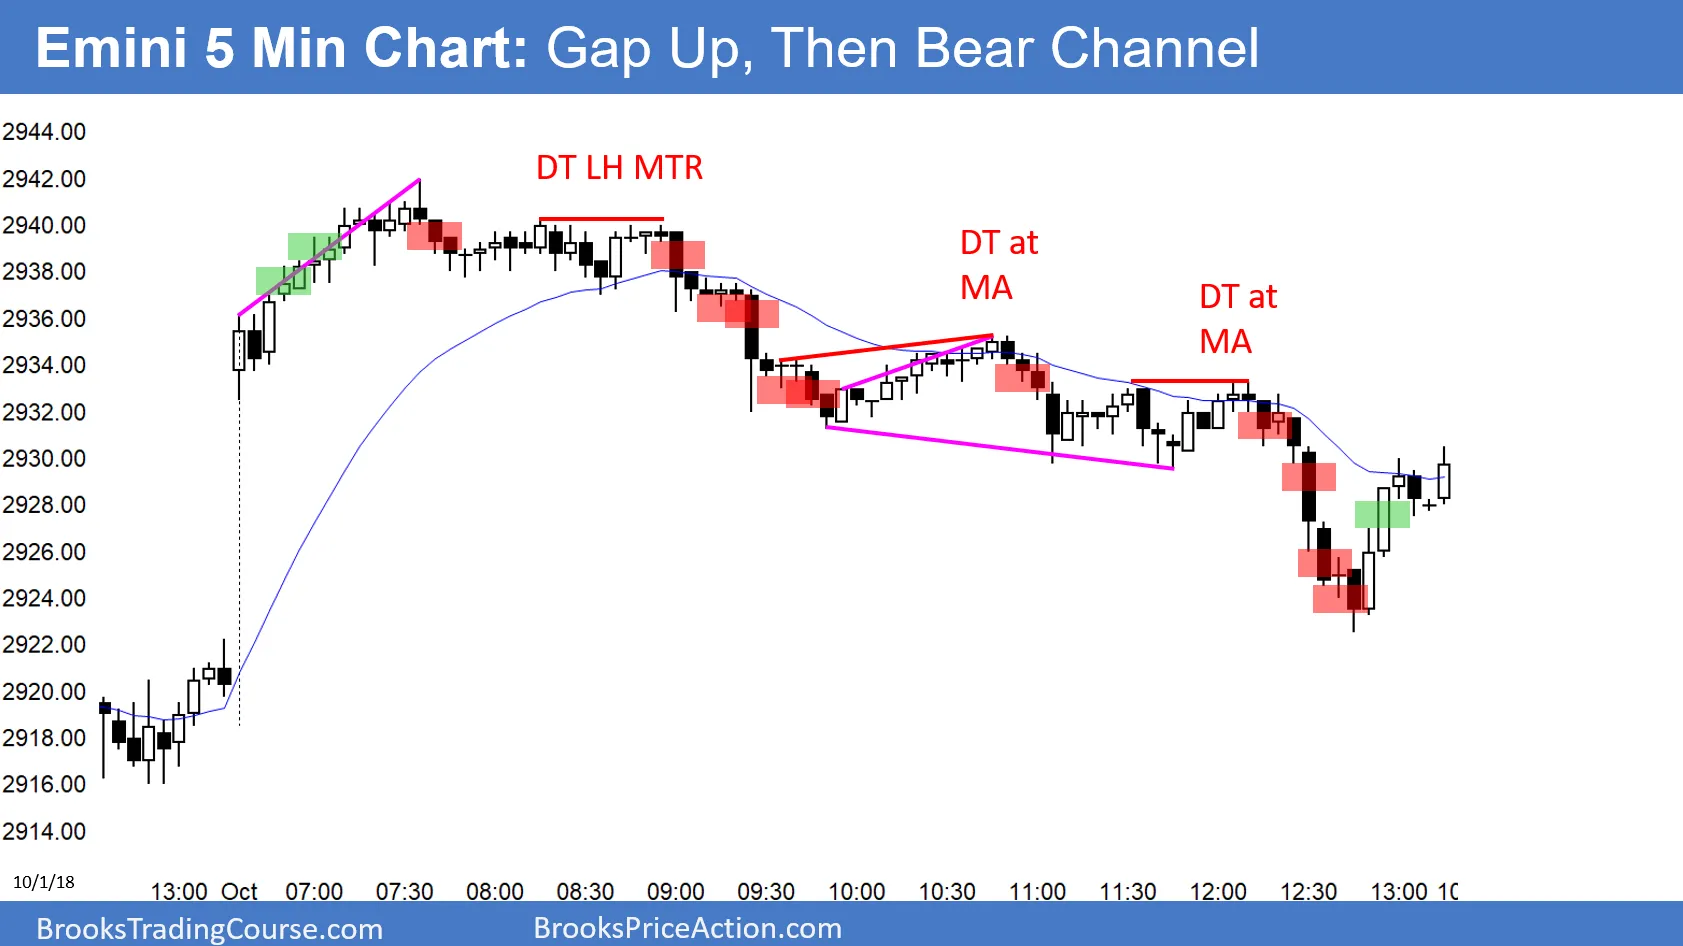 Emini 5 Min Chart: Gap Up, Then Bear Channel
2944.00
2942.00
2940.00
2938.00
2936.00
2934.00
2932.00
2930.00
2928.00
2926.00
2924.00
2922.00
2920.00
2918.00
2916.00
2914.00
DT LH MTR
DT at
MA
DT at
MA
10/1/18
13:00 Oct 07:00 07:30 08:00 08:30 09:00 09:30 10:00 10:30 11:00 11:30 12:00 12:30 13:00
BrooksTradingCourse.com BrooksPriceAction.com